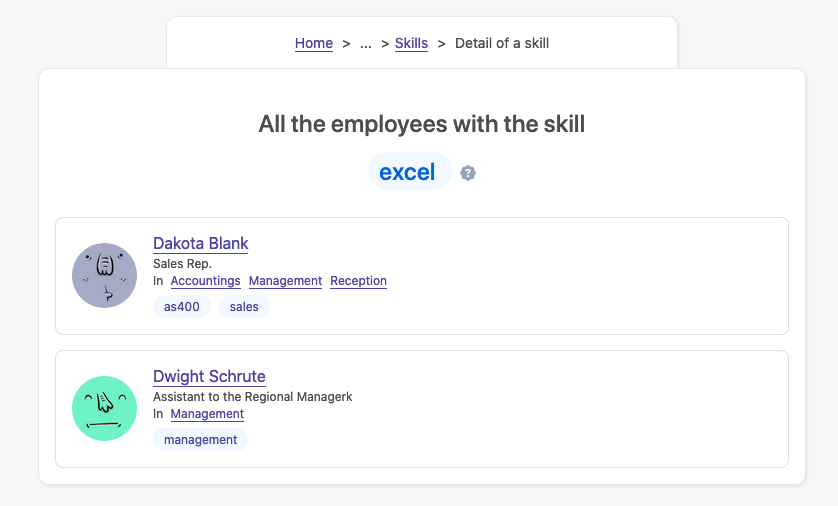 Home > ... > Skills > Detail of a skill
All the employees with the skill
excel ?
Dakota Blank
Sales Rep.
In Accountings Management Reception
as400 sales
Dwight Schrute
Assistant to the Regional Managerk
In Management
management